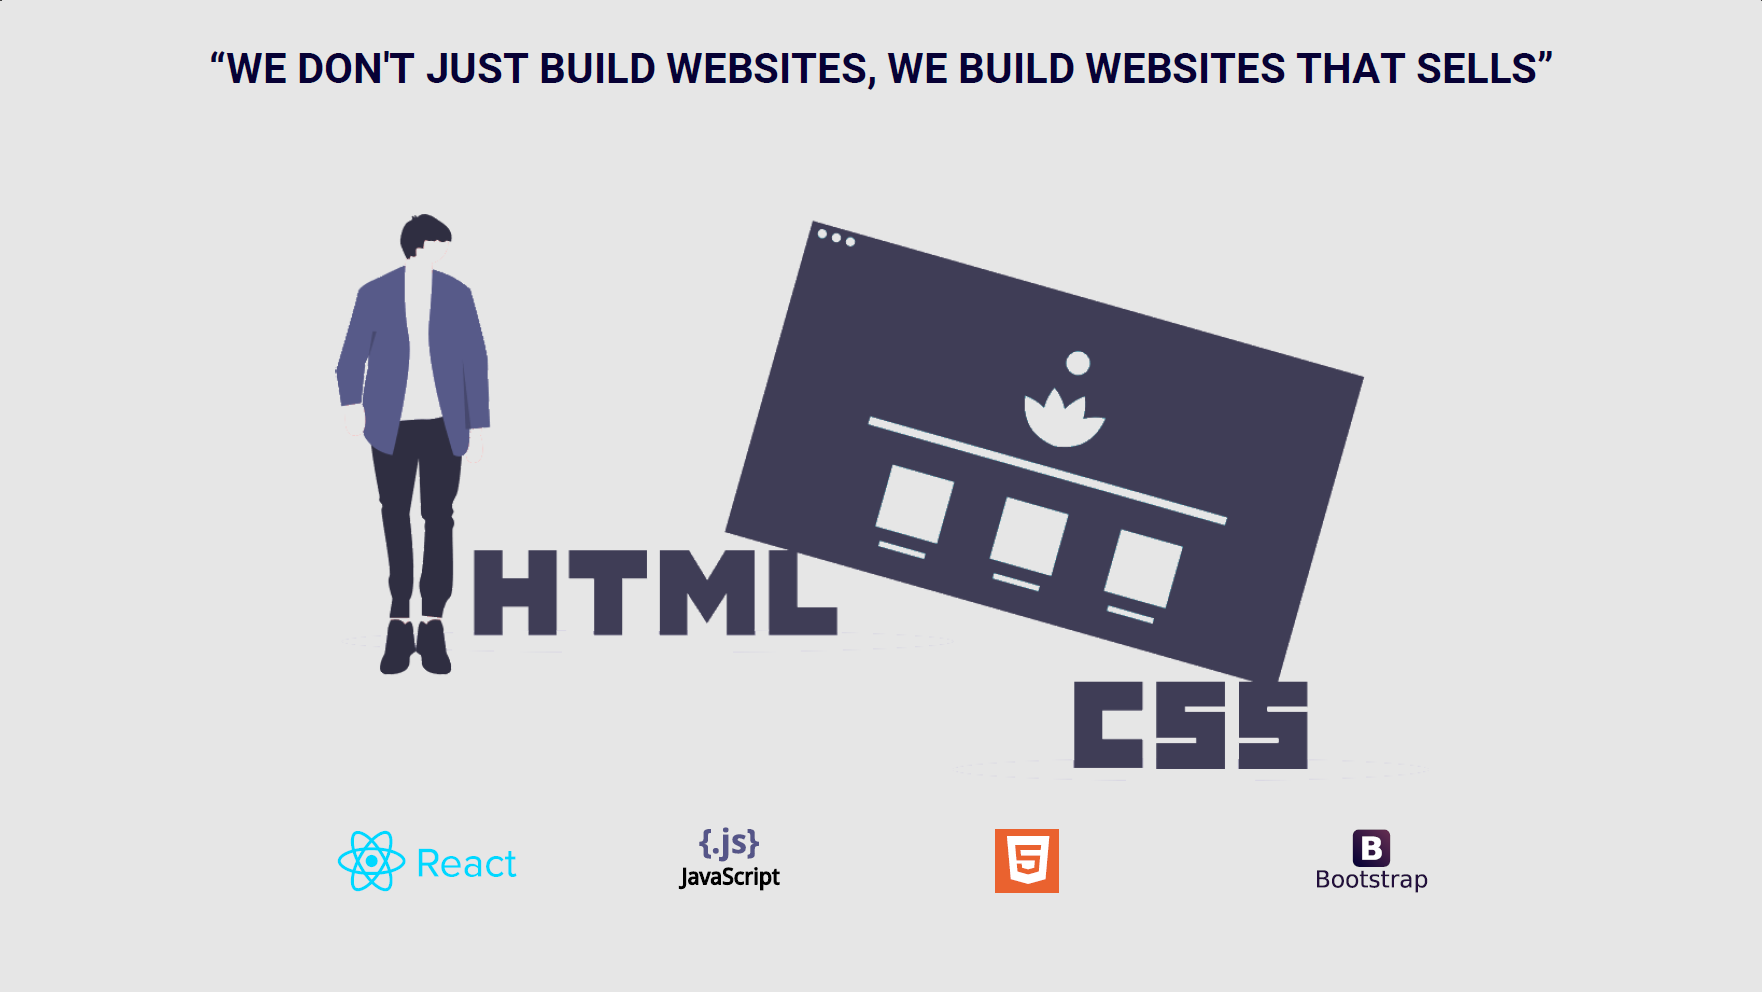 “WE DON'T JUST BUILD WEBSITES, WE BUILD WEBSITES THAT SELLS”
HTML
CSS
React
{.js}
JavaScript
5
B
Bootstrap